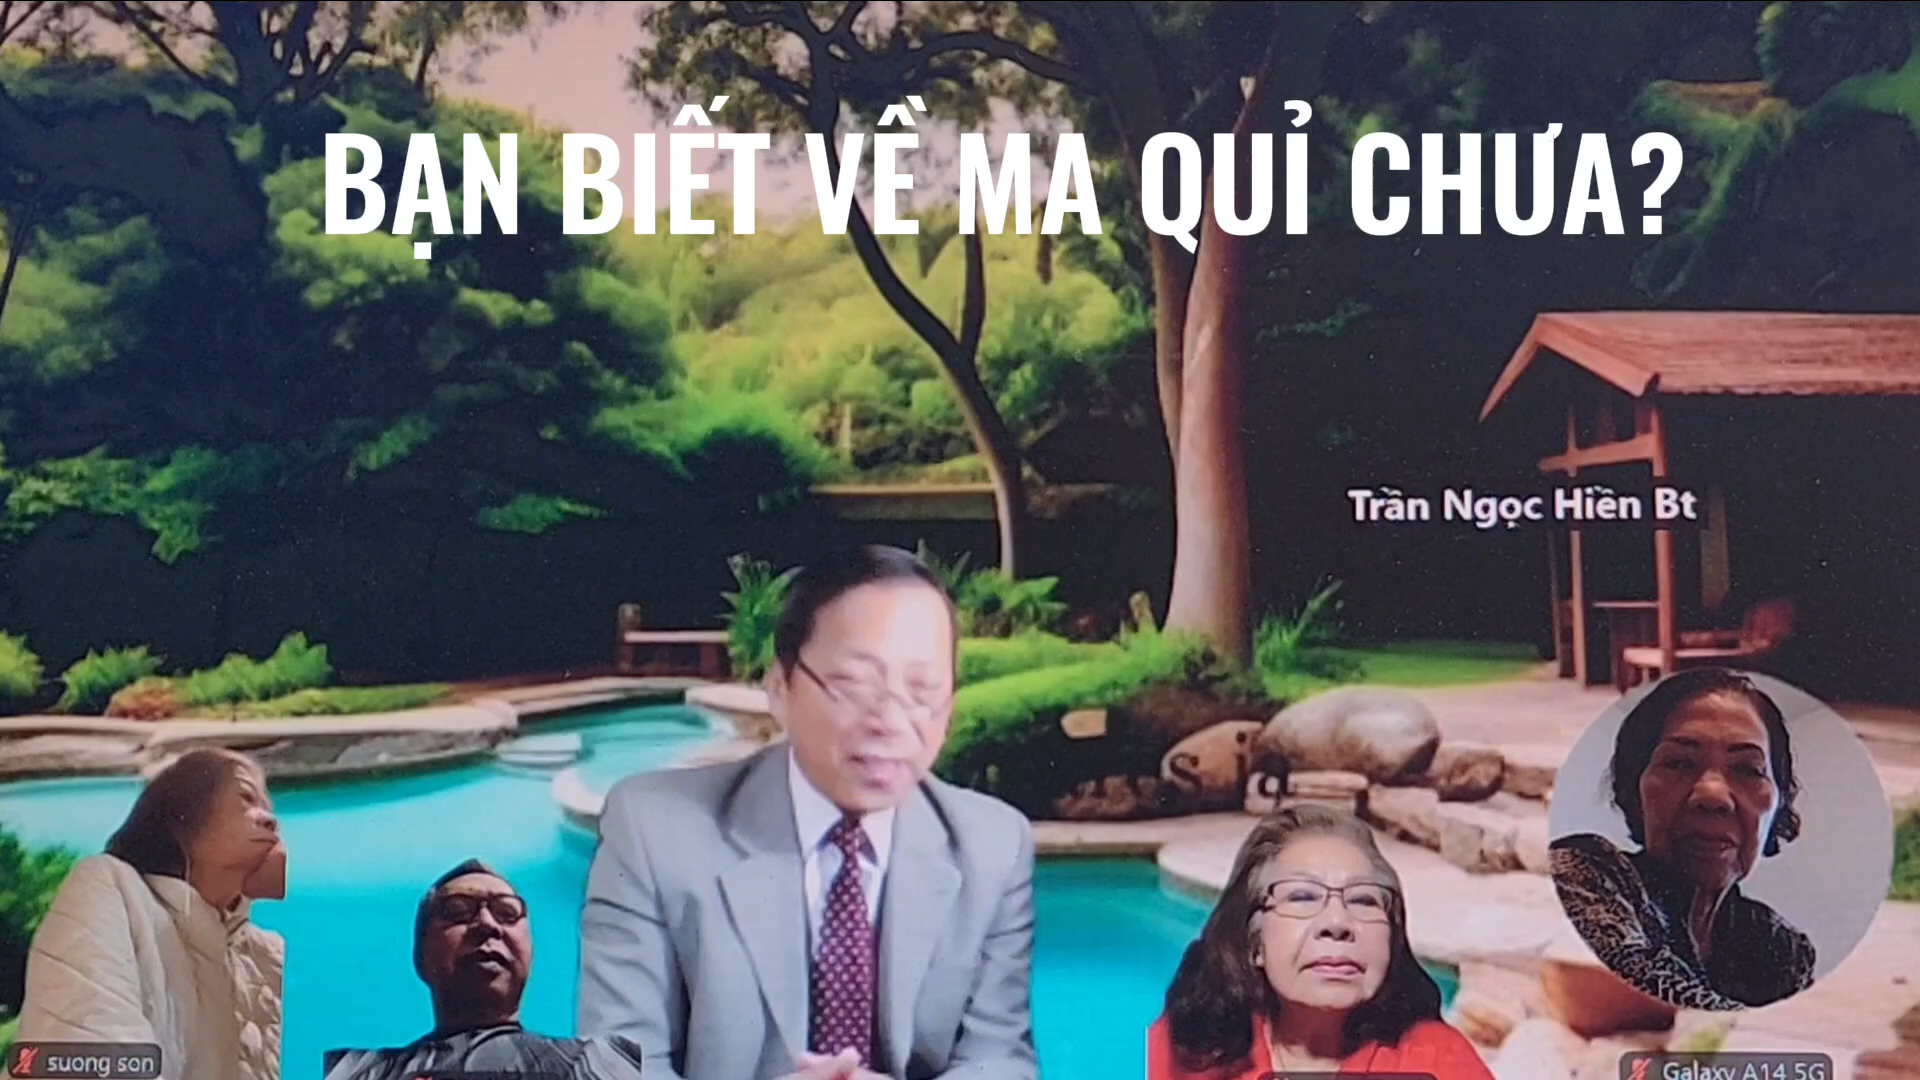 BẠN BIẾT VỀ MA QUỈ CHƯA?
Trần Ngọc Hiền Bt
suong son
Galaxy A14 5G